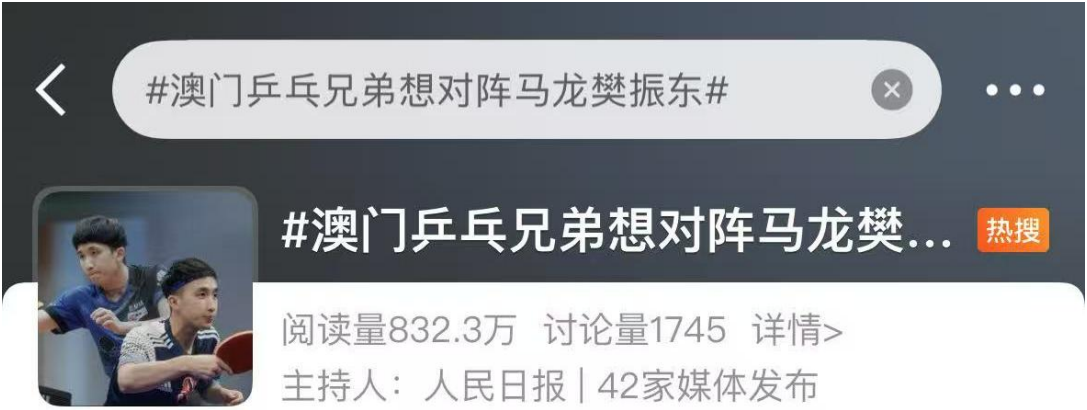 #澳门乒乓兄弟想对阵马龙樊振东#
#澳门乒乓兄弟想对阵马龙樊... 热搜
阅读量832.3万 讨论量1745 详情>
主持人：人民日报 | 42家媒体发布